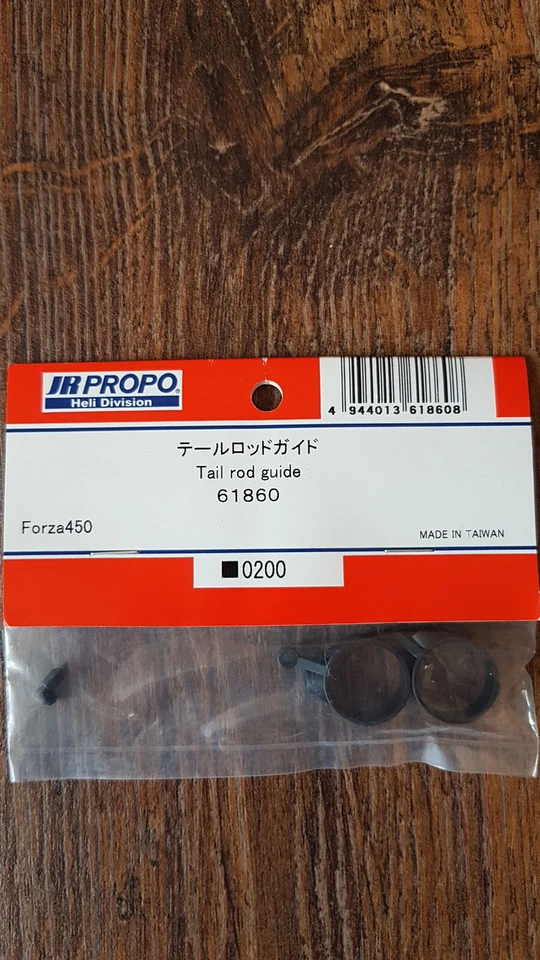 JR PROPO®
Heli Division
4 944013 618608
テールロッドガイド
Tail rod guide
61860
Forza450
MADE IN TAIWAN
■0200